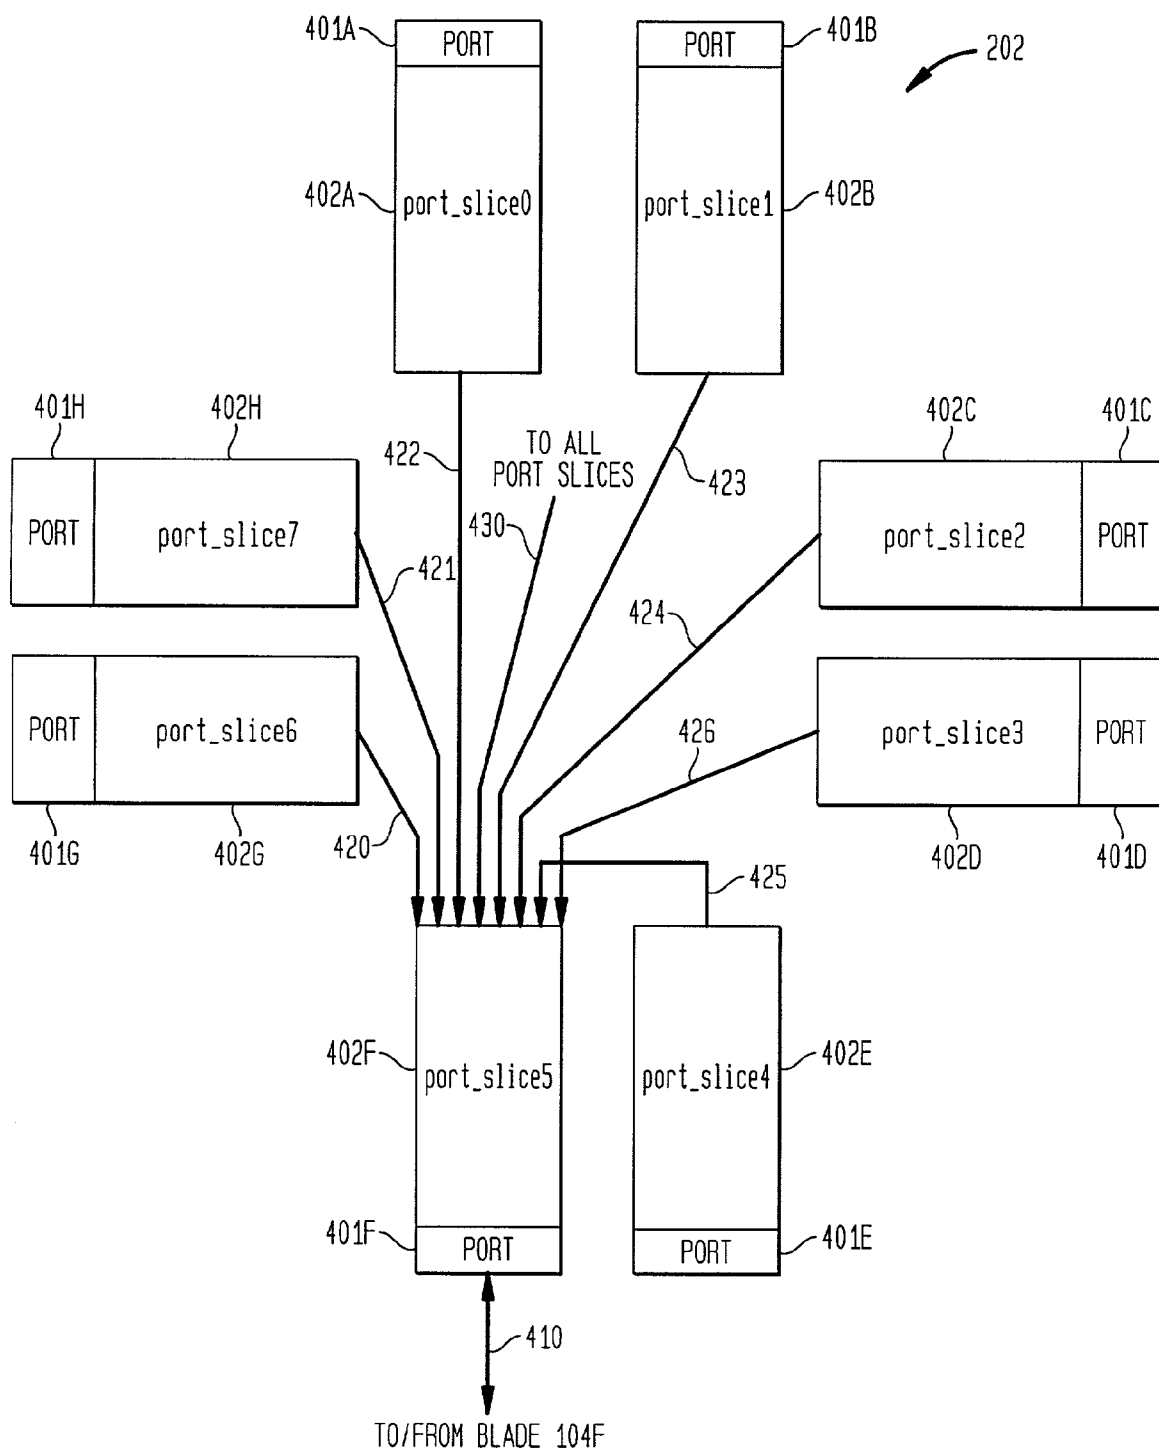 401A
PORT
PORT
401B
202
402A
port_slice0
port_slice1
402B
401H
402H
422
TO ALL
PORT SLICES
430
423
402C
401C
PORT
port_slice7
421
424
port_slice2
PORT
PORT
port_slice6
420
426
port_slice3
PORT
401G
402G
402D
401D
425
402F
port_slice5
port_slice4
402E
401F
PORT
PORT
401E
410
TO/FROM BLADE 104F